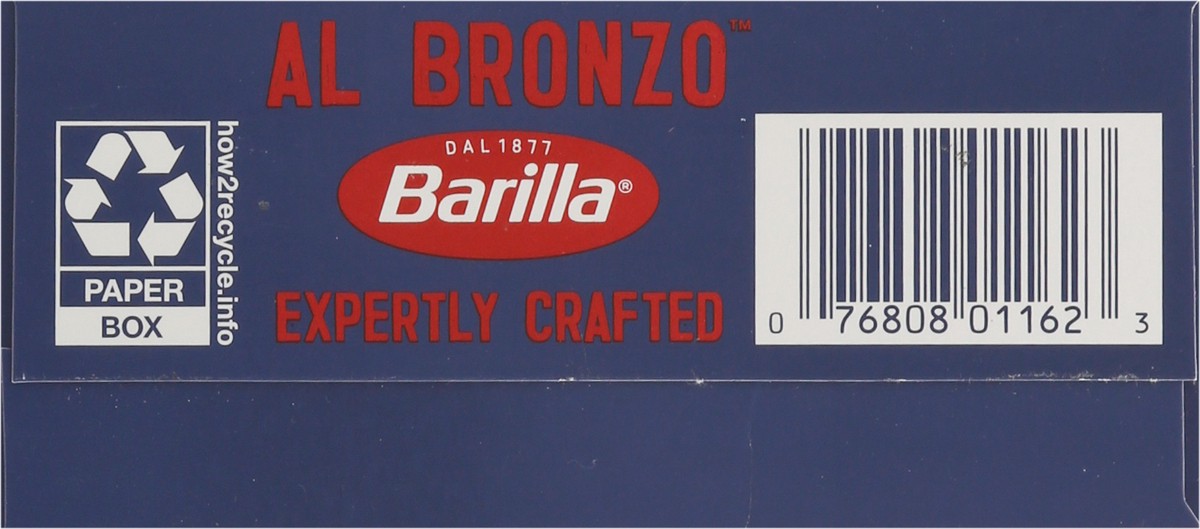 AL BRONZO™
DAL 1877
Barilla®
EXPERTLY CRAFTED
how2recycle.info
PAPER
BOX
0 76808 01162 3